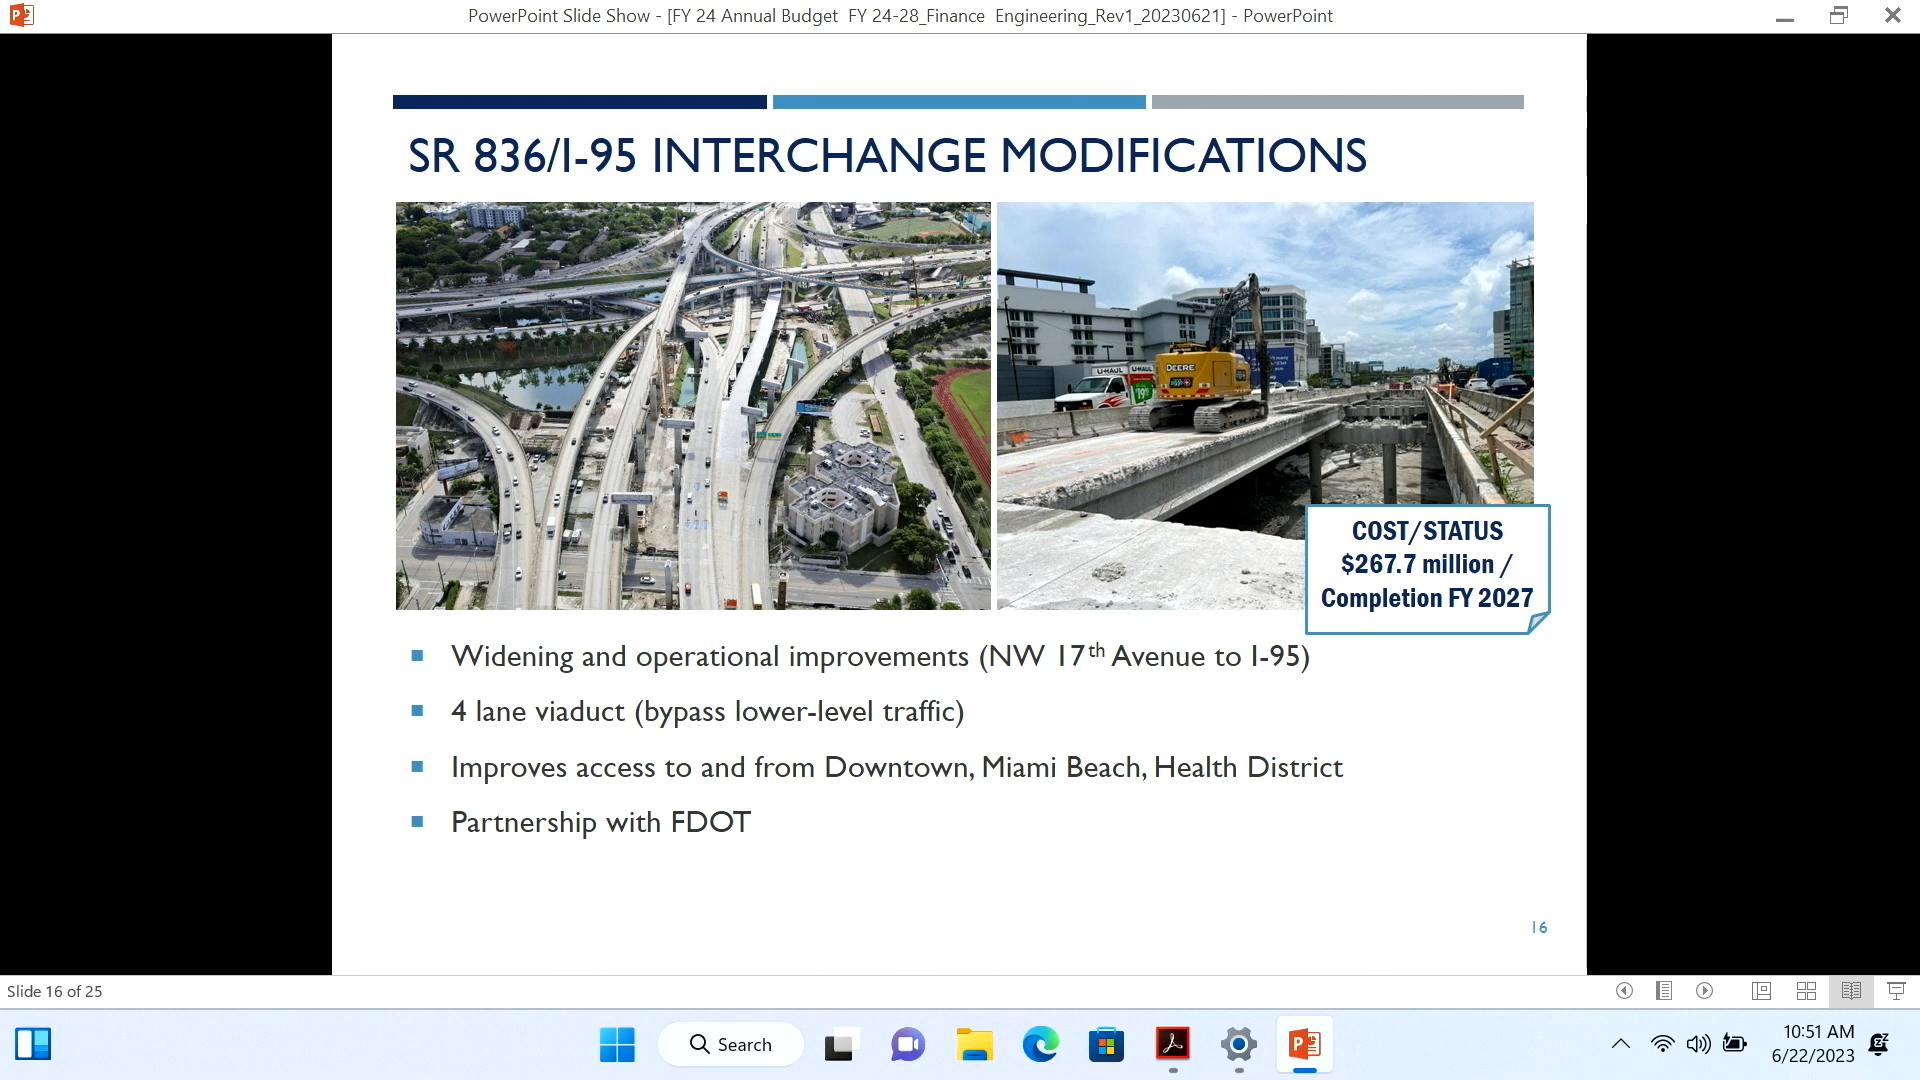 PowerPoint Slide Show - [FY 24 Annual Budget  FY 24-28_Finance  Engineering_Rev1_20230621] - PowerPoint
SR 836/I-95 INTERCHANGE MODIFICATIONS
U-HAUL U-HAUL
DEERE
COST/STATUS
$267.7 million /
Completion FY 2027
Widening and operational improvements (NW 17th Avenue to I-95)
4 lane viaduct (bypass lower-level traffic)
Improves access to and from Downtown, Miami Beach, Health District
Partnership with FDOT
16
Slide 16 of 25
Search
10:51 AM
6/22/2023